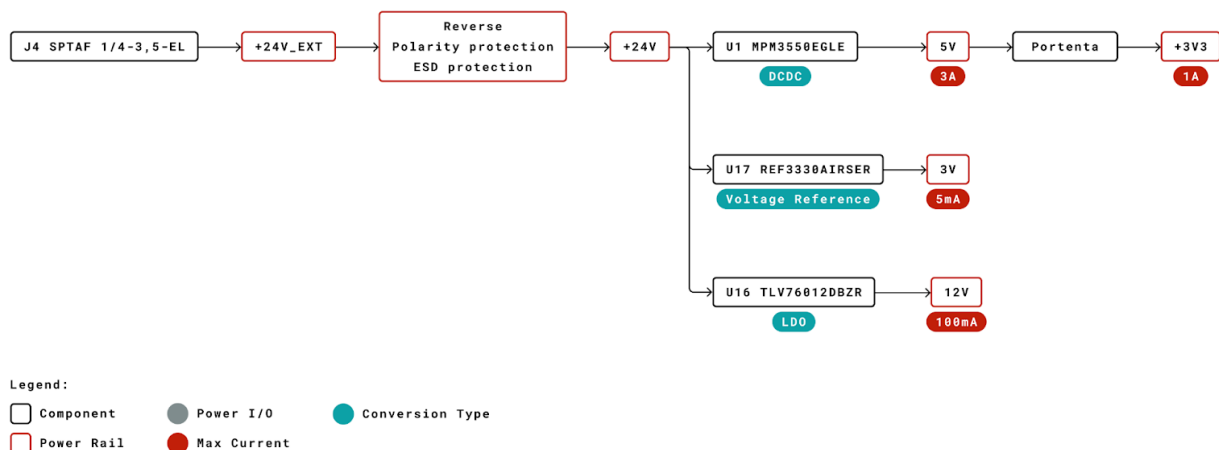 J4 SPTAF 1/4-3,5-EL
+24V_EXT
Reverse
Polarity protection
ESD protection
+24V
U1 MPM3550EGLE
DCDC
5V
3A
Portenta
+3V3
1A
U17 REF3330AIRSER
Voltage Reference
3V
5mA
U16 TLV76012DBZR
LDO
12V
100mA
Legend:
Component
Power I/O
Conversion Type
Power Rail
Max Current